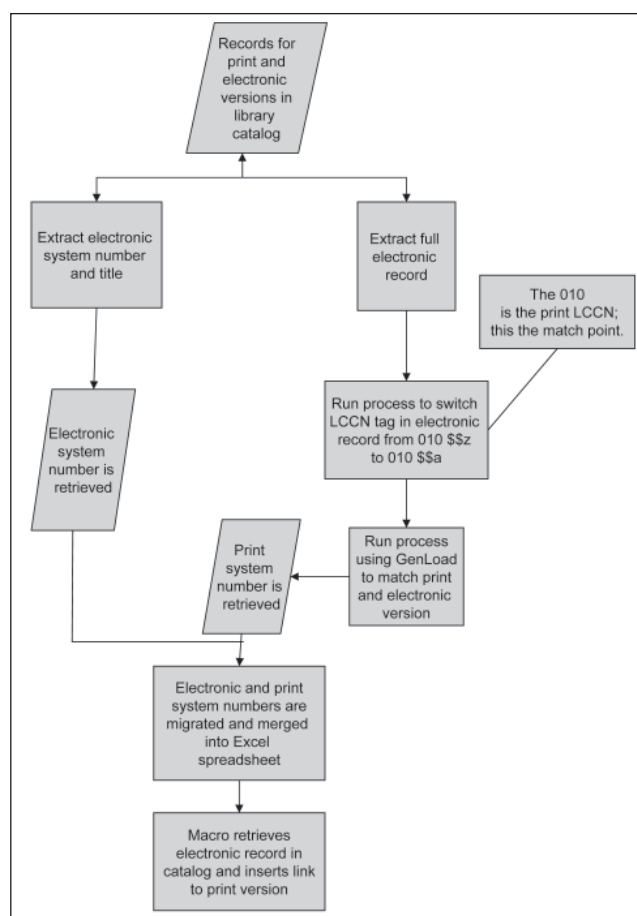 Records for
print and
electronic
versions in
library
catalog
Extract electronic
system number
and title
Extract full
electronic
record
The 010
is the print LCCN;
this the match point.
Run process to switch
LCCN tag in electronic
record from 010 $$z
to 010 $$a
Electronic
system
number is
retrieved
Run process
using GenLoad
to match print
and electronic
version
Print
system
number is
retrieved
Electronic and print
system numbers are
migrated and merged
into Excel
spreadsheet
Macro retrieves
electronic record in
catalog and inserts link
to print version